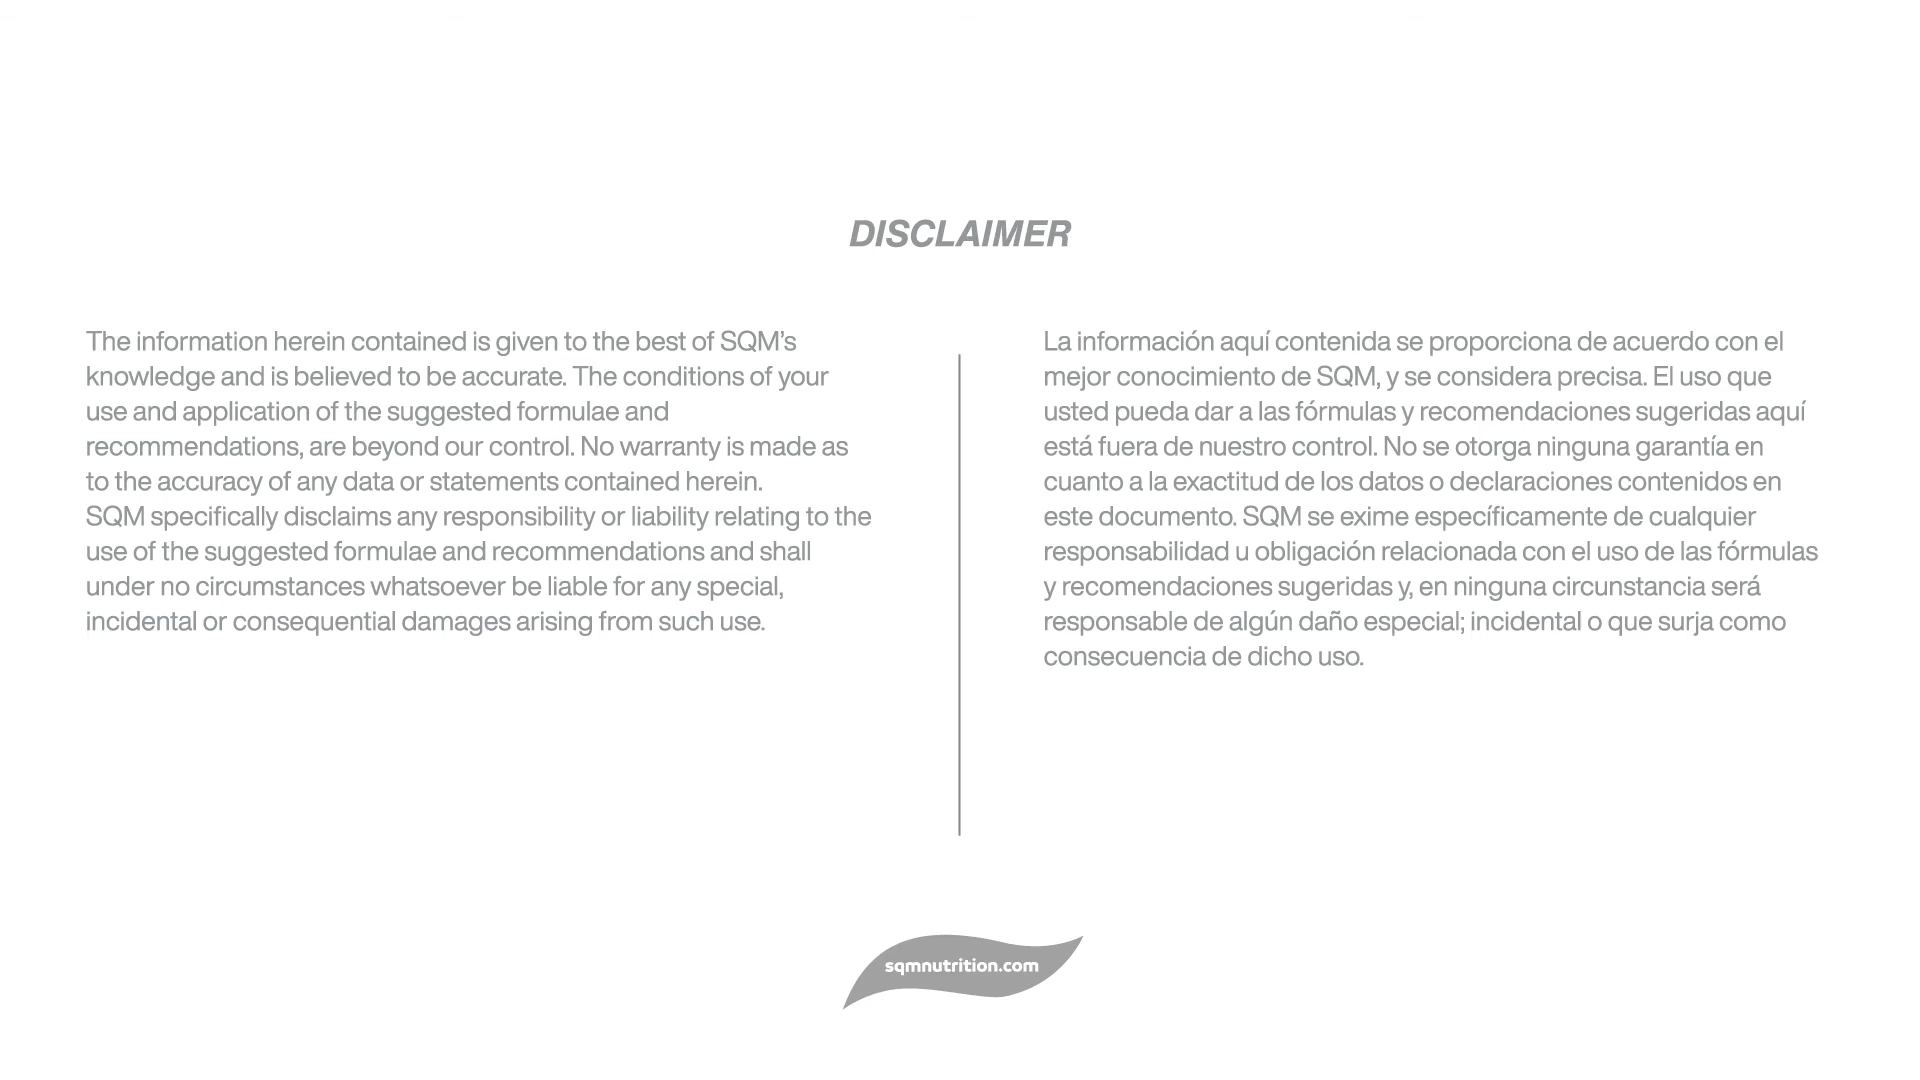 DISCLAIMER
The information herein contained is given to the best of SQM’s
knowledge and is believed to be accurate. The conditions of your
use and application of the suggested formulae and
recommendations, are beyond our control. No warranty is made as
to the accuracy of any data or statements contained herein.
SQM specifically disclaims any responsibility or liability relating to the
use of the suggested formulae and recommendations and shall
under no circumstances whatsoever be liable for any special,
incidental or consequential damages arising from such use.
La información aquí contenida se proporciona de acuerdo con el
mejor conocimiento de SQM, y se considera precisa. El uso que
usted pueda dar a las fórmulas y recomendaciones sugeridas aquí
está fuera de nuestro control. No se otorga ninguna garantía en
cuanto a la exactitud de los datos o declaraciones contenidos en
este documento. SQM se exime específicamente de cualquier
responsabilidad u obligación relacionada con el uso de las fórmulas
y recomendaciones sugeridas y, en ninguna circunstancia será
responsable de algún daño especial; incidental o que surja como
consecuencia de dicho uso.
sqmnutrition.com